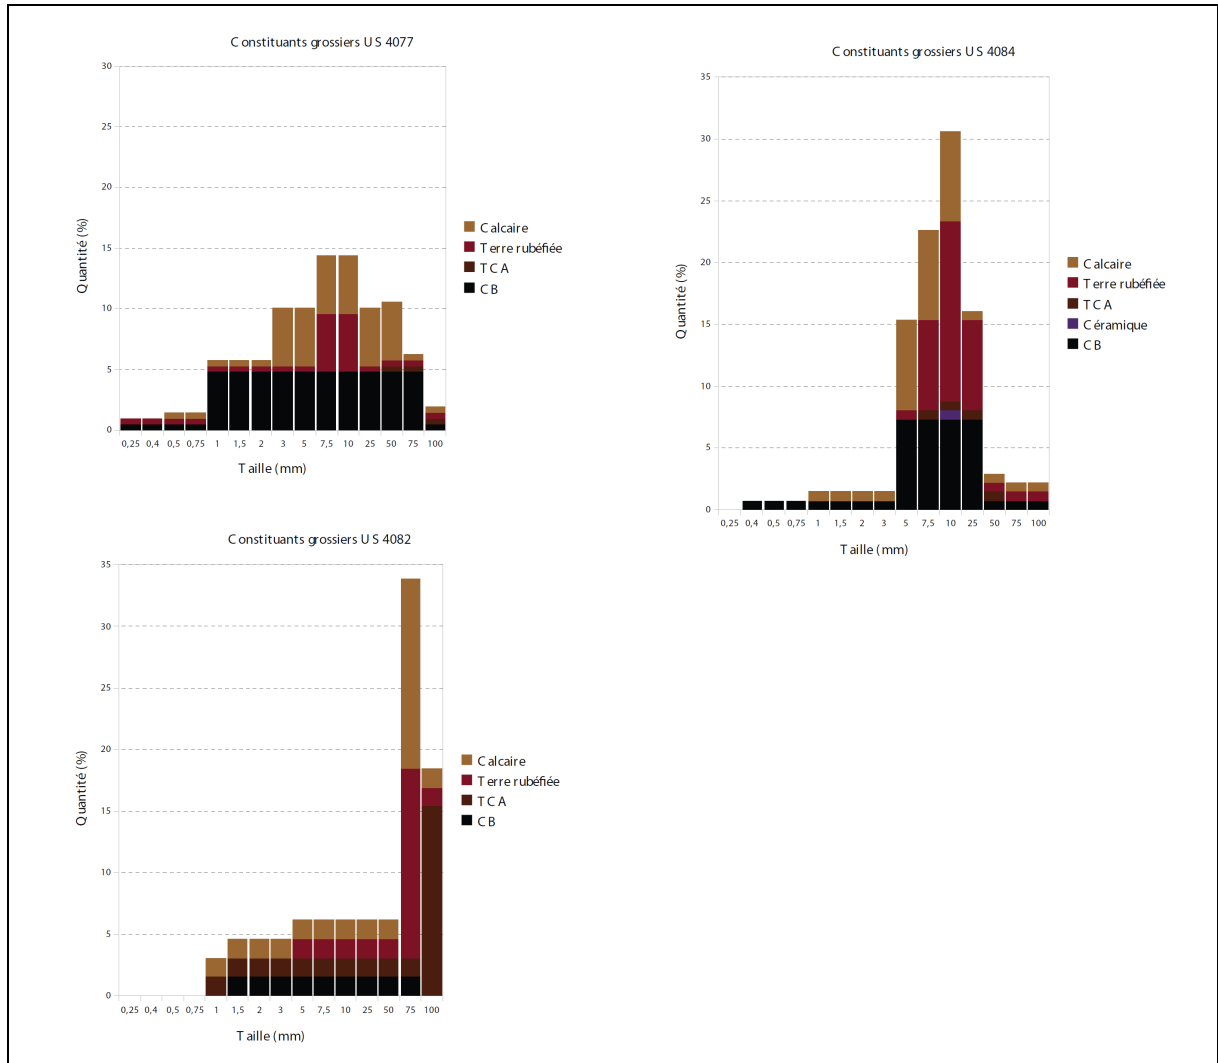 Constituants grossiers US 4077
30
25
20
15
10
5
0
Quantité (%)
0,25 0,4 0,5 0,75 1 1,5 2 3 5 7,5 10 25 50 75 100
Taille (mm)
Calcaire
Terre rubéfiée
TCA
CB
Constituants grossiers US 4084
35
30
25
20
15
10
5
0
Quantité (%)
0,25 0,4 0,5 0,75 1 1,5 2 3 5 7,5 10 25 50 75 100
Taille (mm)
Calcaire
Terre rubéfiée
TCA
Céramique
CB
Constituants grossiers US 4082
35
30
25
20
15
10
5
0
Quantité (%)
0,25 0,4 0,5 0,75 1 1,5 2 3 5 7,5 10 25 50 75 100
Taille (mm)
Calcaire
Terre rubéfiée
TCA
CB